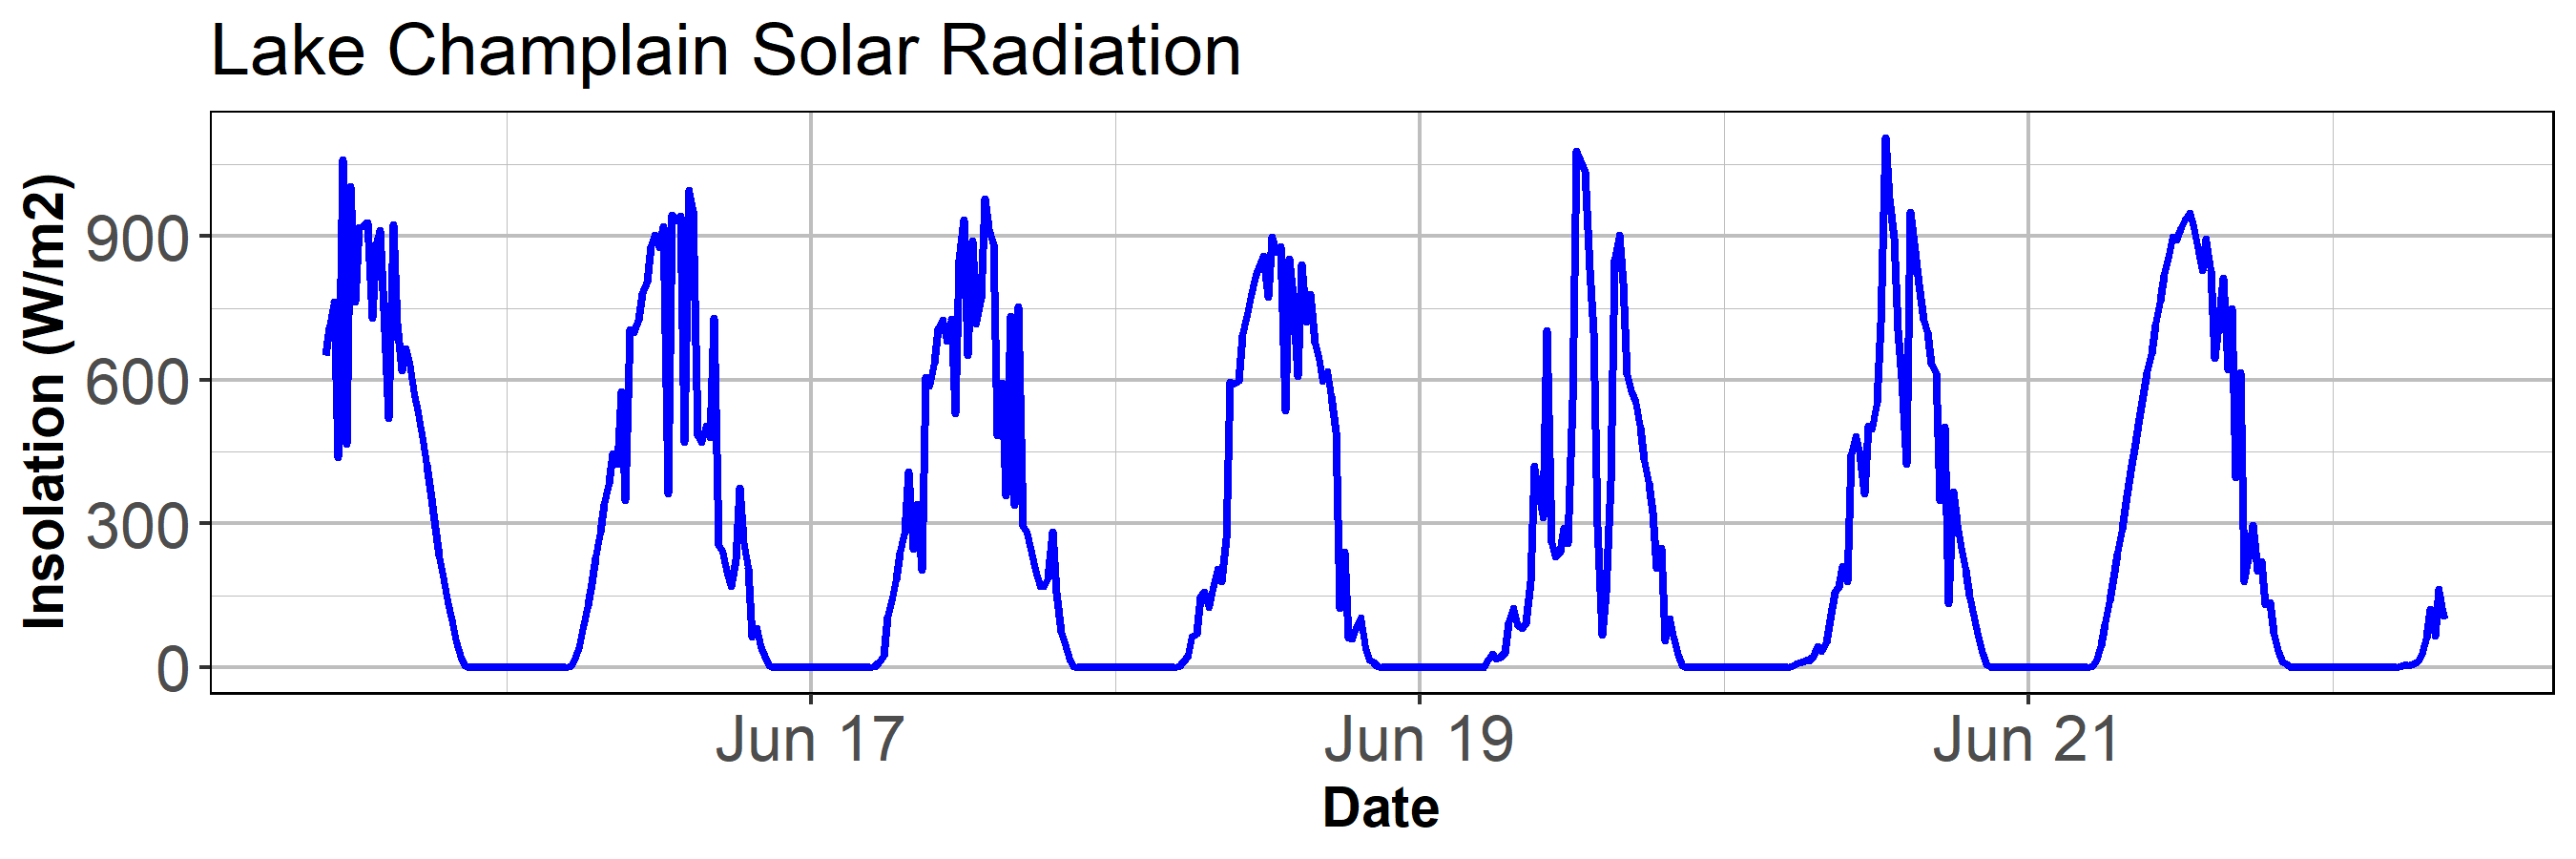 Lake Champlain Solar Radiation
Insolation (W/m2)
900
600
300
0
Jun 17
Jun 19
Jun 21
Date